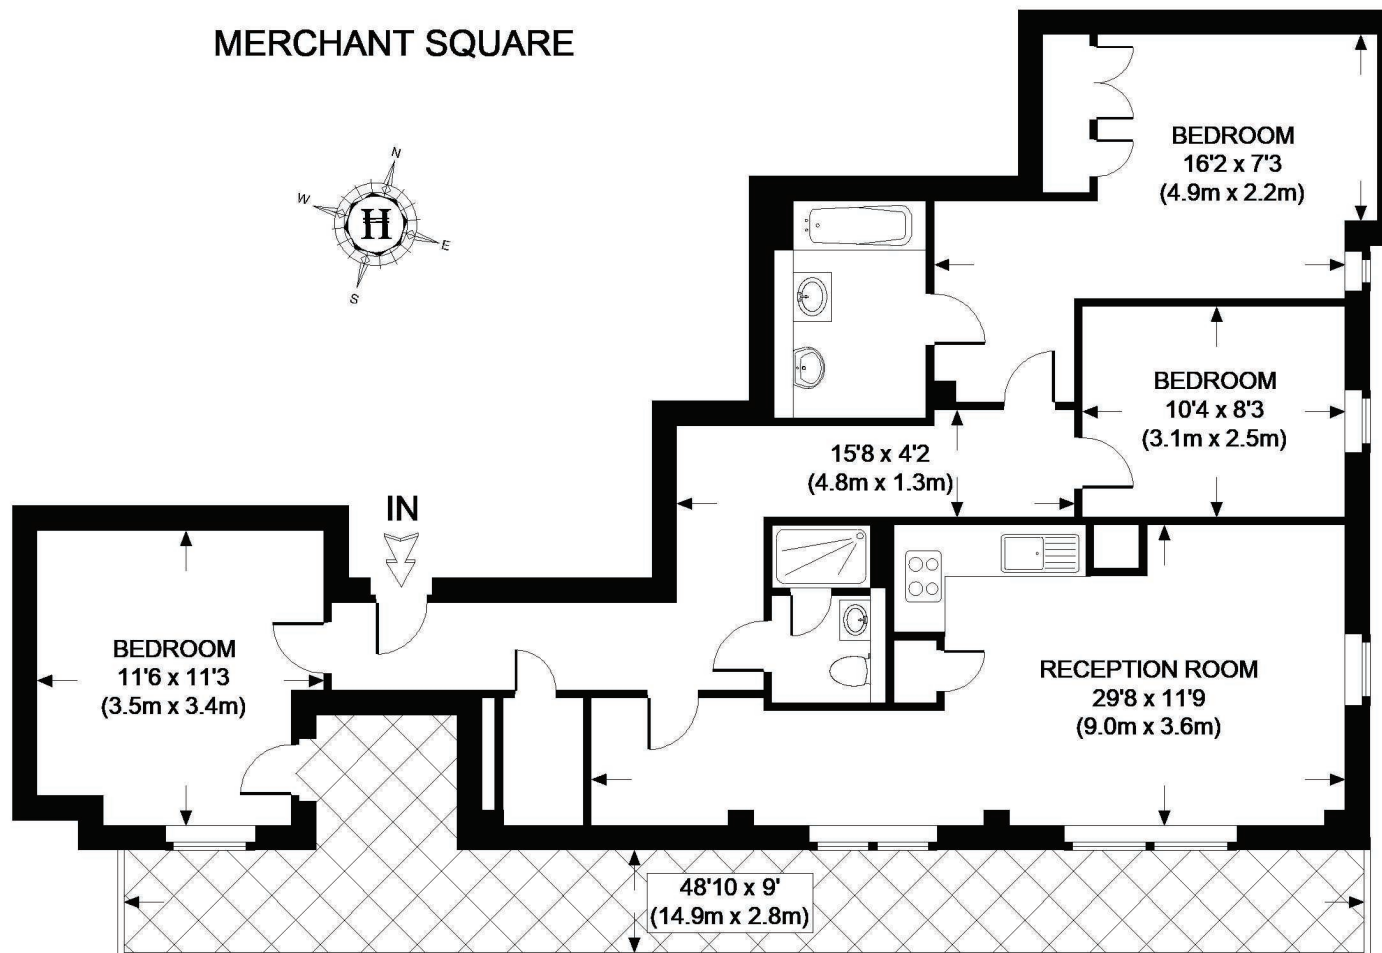 MERCHANT SQUARE
N
W
H
E
S
BEDROOM
16'2 x 7'3
(4.9m x 2.2m)
BEDROOM
10'4 x 8'3
(3.1m x 2.5m)
15'8 x 4'2
(4.8m x 1.3m)
IN
BEDROOM
11'6 x 11'3
(3.5m x 3.4m)
RECEPTION ROOM
29'8 x 11'9
(9.0m x 3.6m)
48'10 x 9'
(14.9m x 2.8m)